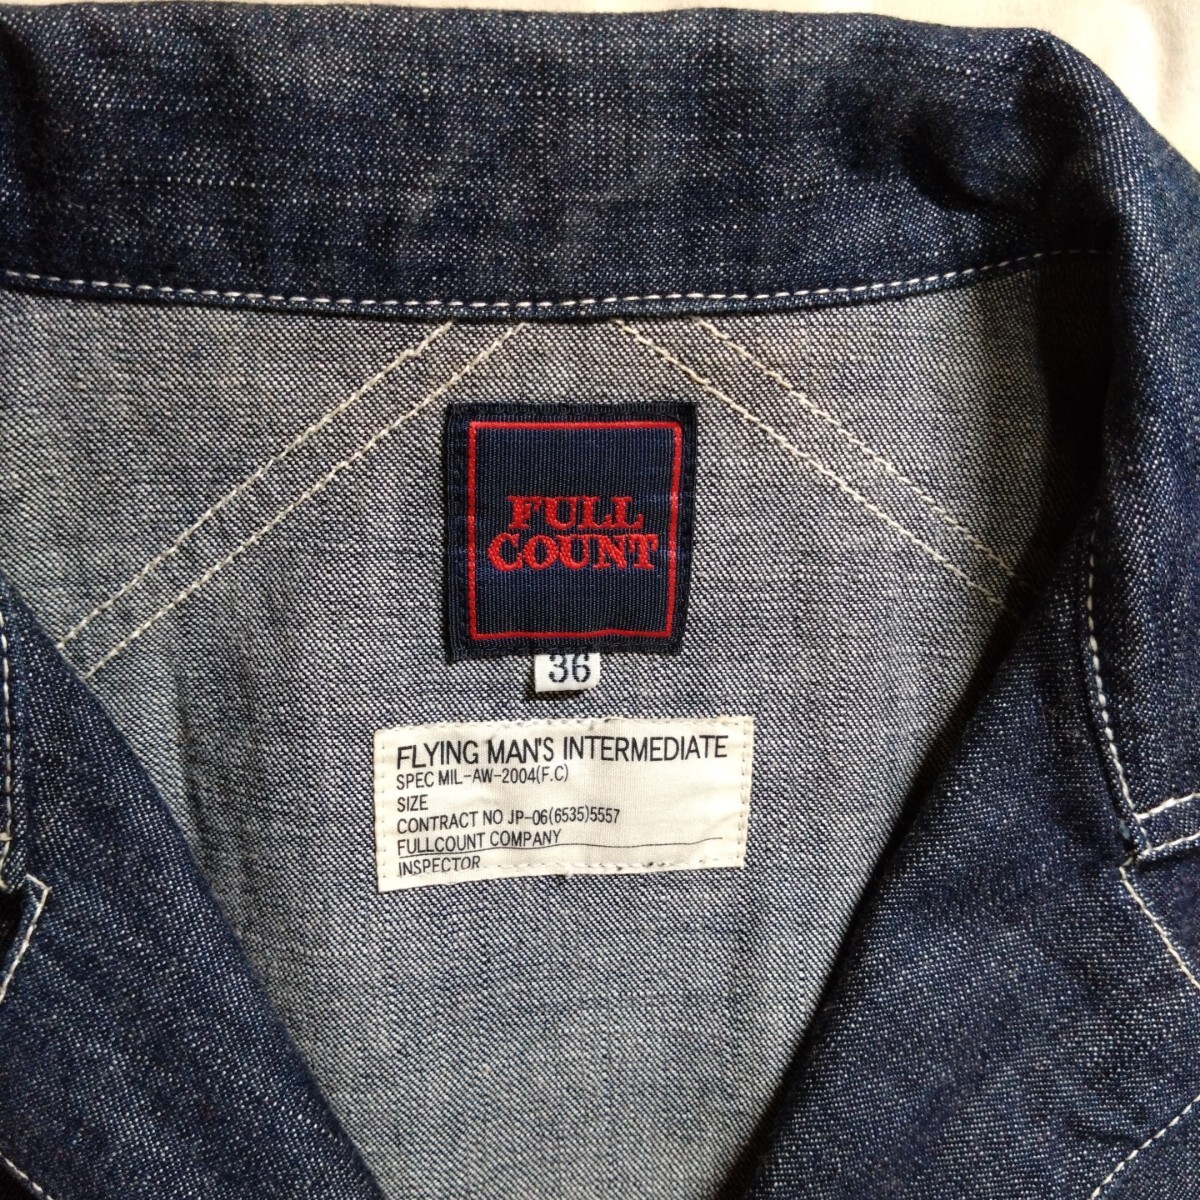 FULL
COUNT
36
FLYING MAN'S INTERMEDIATE
SPEC MIL-AW-2004(F.C)
SIZE
CONTRACT NO JP-06(6535)5557
FULLCOUNT COMPANY
INSPECTOR